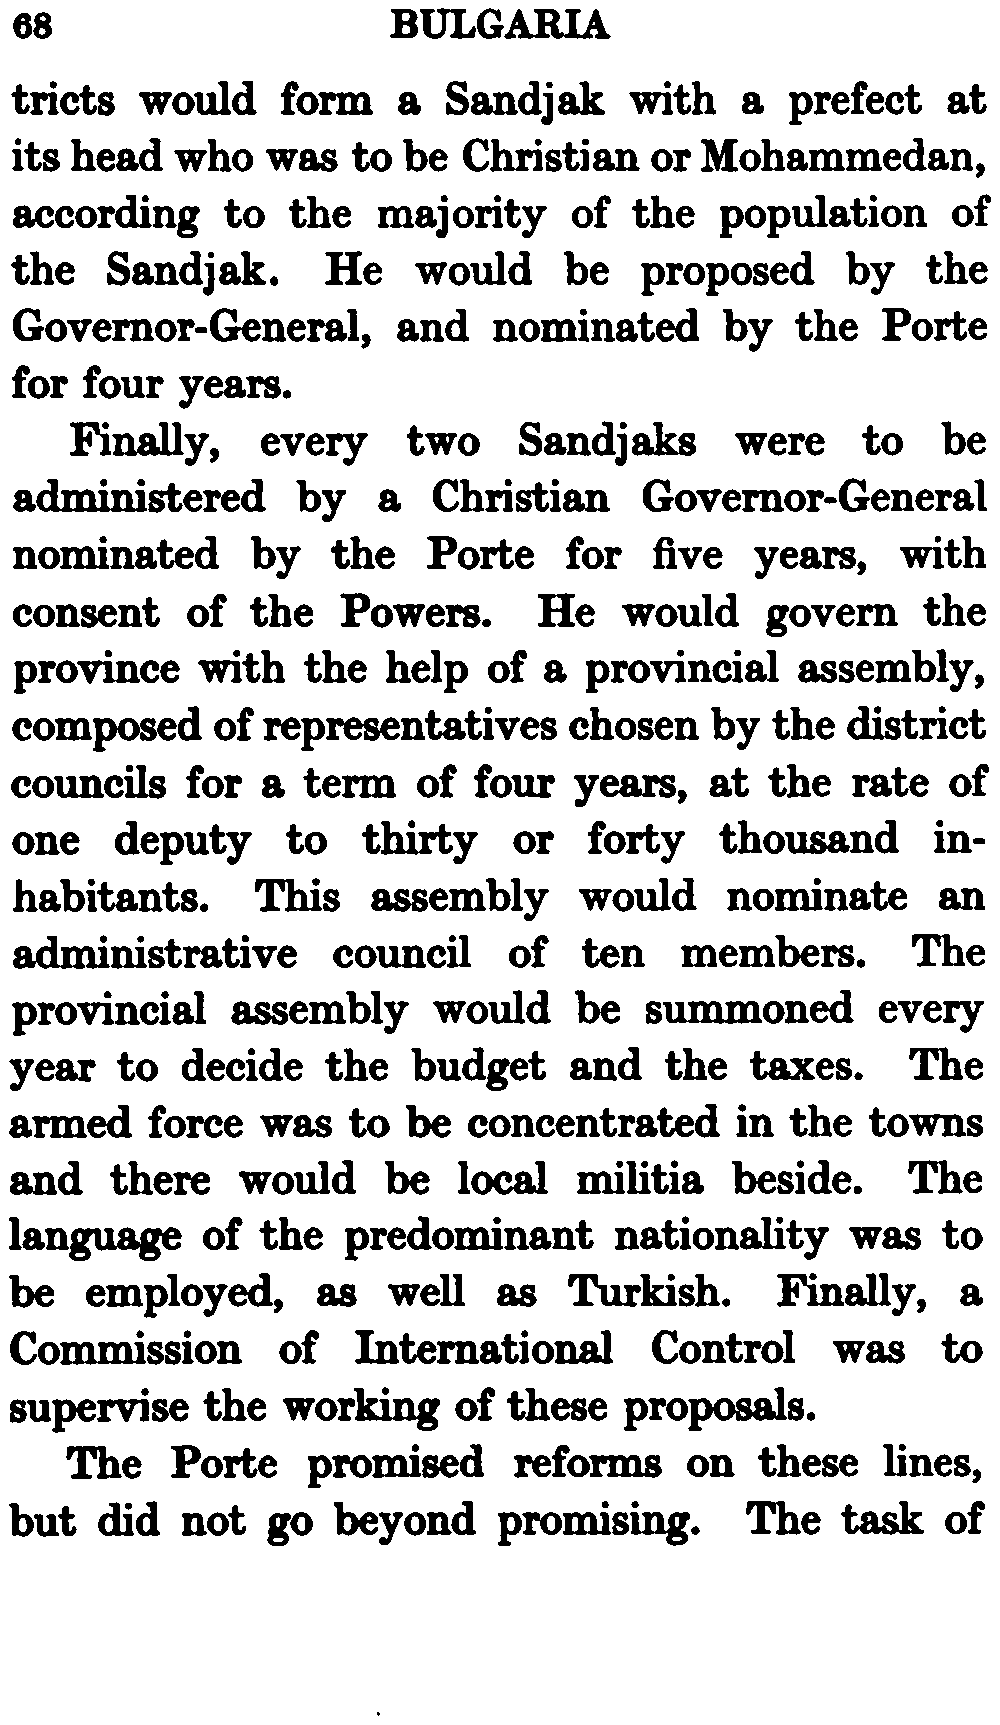 68 BULGARIA
tricts would form a Sandjak with a prefect at
its head who was to be Christian or Mohammedan,
according to the majority of the population of
the Sandjak. He would be proposed by the
Governor-General, and nominated by the Porte
for four years.
Finally, every two Sandjaks were to be
administered by a Christian Governor-General
nominated by the Porte for five years, with
consent of the Powers. He would govern the
province with the help of a provincial assembly,
composed of representatives chosen by the district
councils for a term of four years, at the rate of
one deputy to thirty or forty thousand in-
habitants. This assembly would nominate an
administrative council of ten members. The
provincial assembly would be summoned every
year to decide the budget and the taxes. The
armed force was to be concentrated in the towns
and there would be local militia beside. The
language of the predominant nationality was to
be employed, as well as Turkish. Finally, a
Commission of International Control was to
supervise the working of these proposals.
The Porte promised reforms on these lines,
but did not go beyond promising. The task of